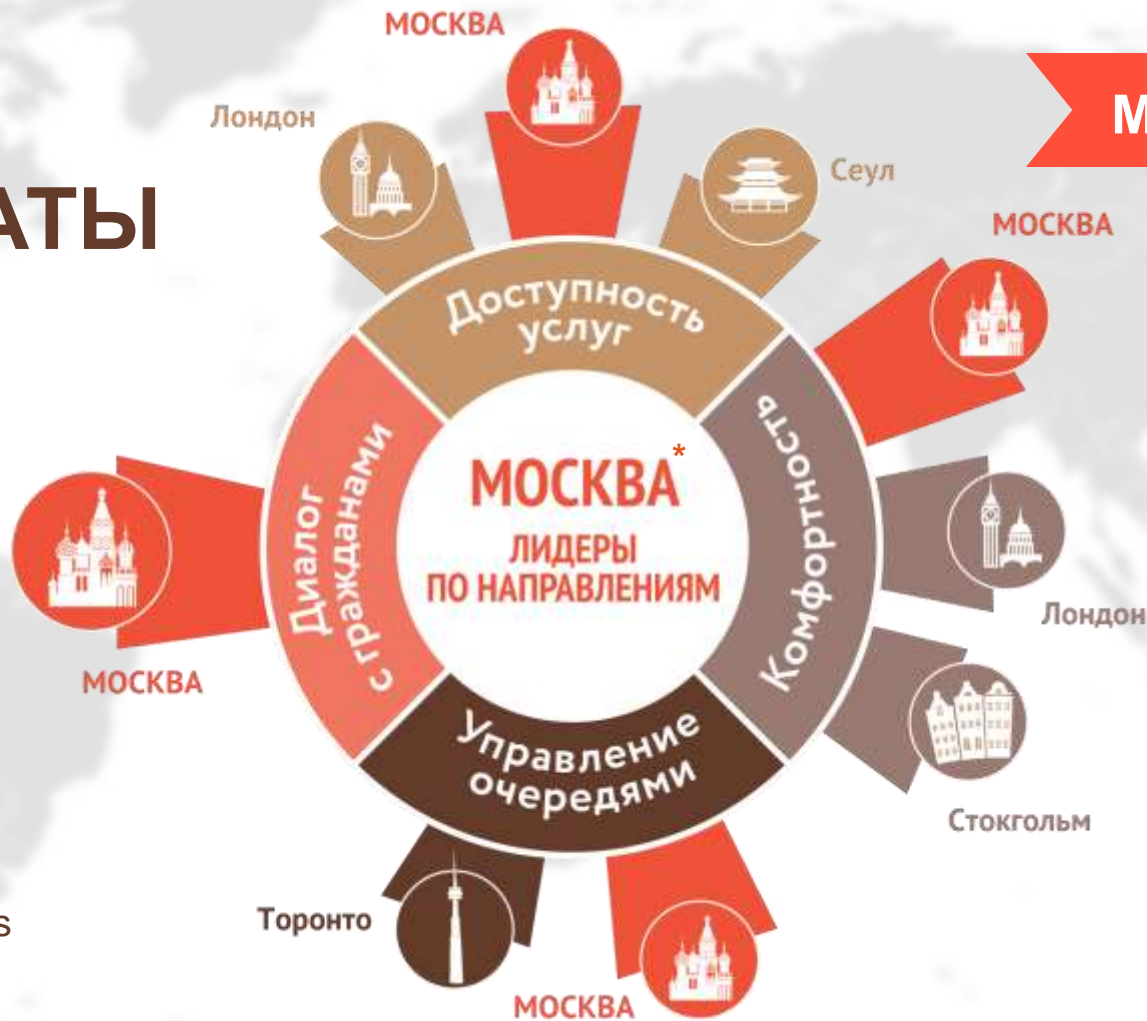 МОСКВА
М
Лондон
Сеул
АТЫ
МОСКВА
Доступность
услуг
Комфортность
Диалог
с гражданами
МОСКВА*
ЛИДЕРЫ
ПО НАПРАВЛЕНИЯМ
Лондон
МОСКВА
Управление
очередями
Стокгольм
s
Торонто
МОСКВА